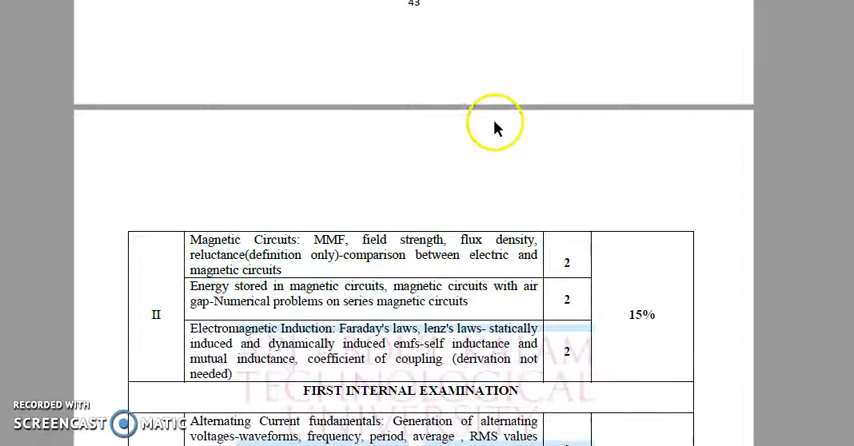 43
Magnetic Circuits: MMF, field strength, flux density,
reluctance(definition only)-comparison between electric and
magnetic circuits
2
Energy stored in magnetic circuits, magnetic circuits with air
gap-Numerical problems on series magnetic circuits
2
II
15%
Electromagnetic Induction: Faraday's laws, lenz's laws- statically
induced and dynamically induced emfs-self inductance and
mutual inductance, coefficient of coupling (derivation not
needed)
2
FIRST INTERNAL EXAMINATION
TECHNOLOGICAL
UNIVERSITY
Alternating Current fundamentals: Generation of alternating
voltages-waveforms, frequency, period, average , RMS values
RECORDED WITH
SCREENCAST MATIC